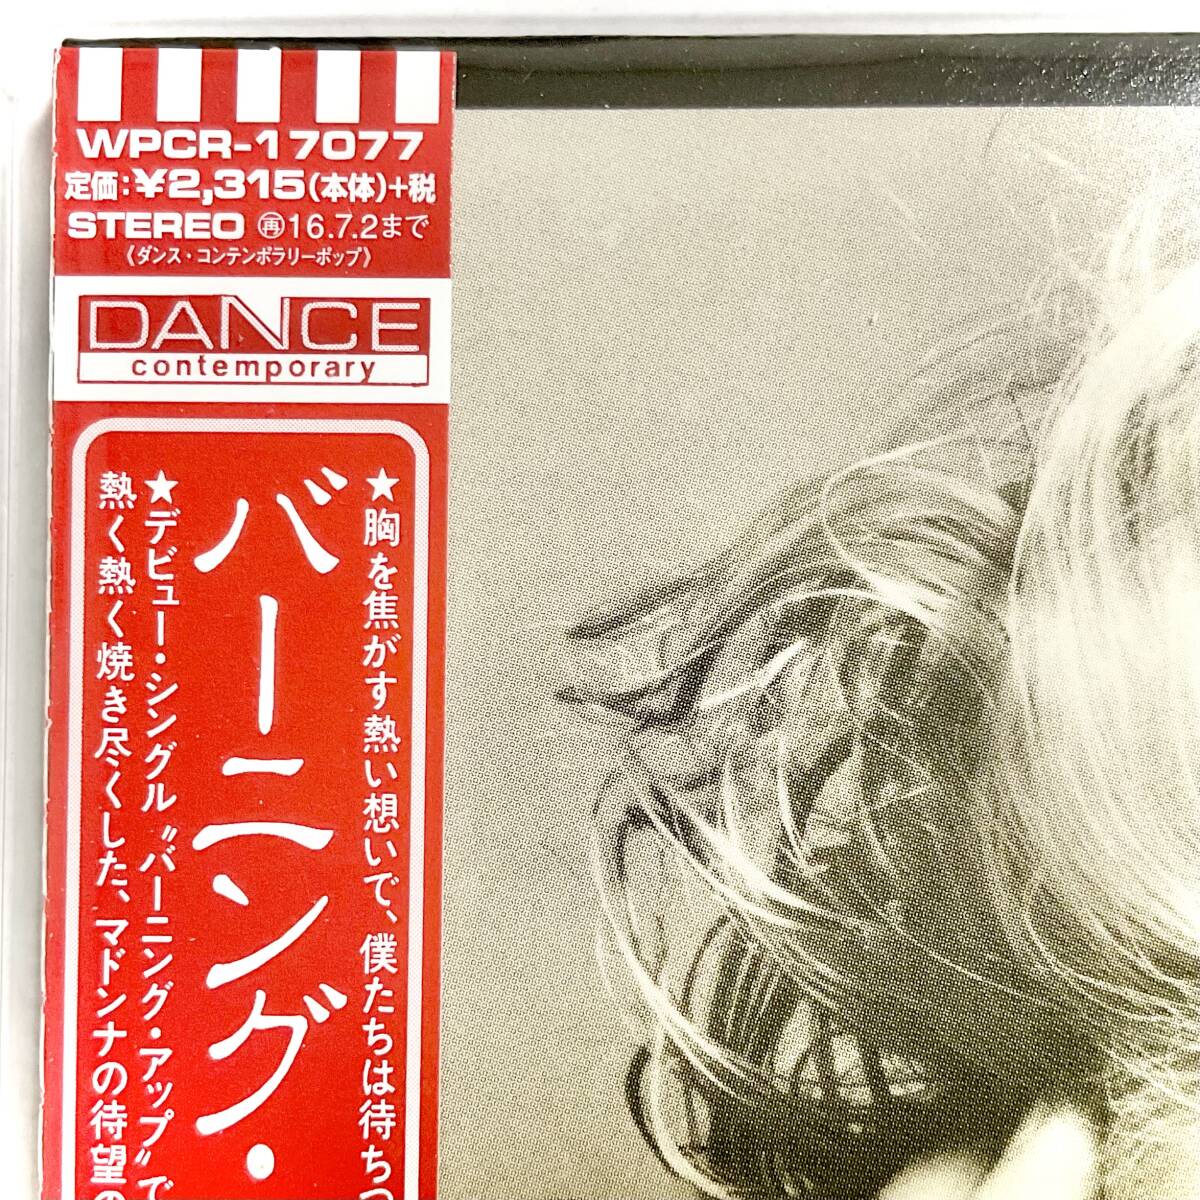 WPCR-17077
定価:¥2,315(本体)+税
STEREO ㊢16.7.2まで
《ダンス・コンテンポラリーポップ》
DANCE
contemporary
★胸を焦がす熱い想いで、僕たちは待ちつ
バーニング・
★デビュー・シングル〝バーニング・アップ〟で
熱く熱く焼き尽くした、マドンナの待望の